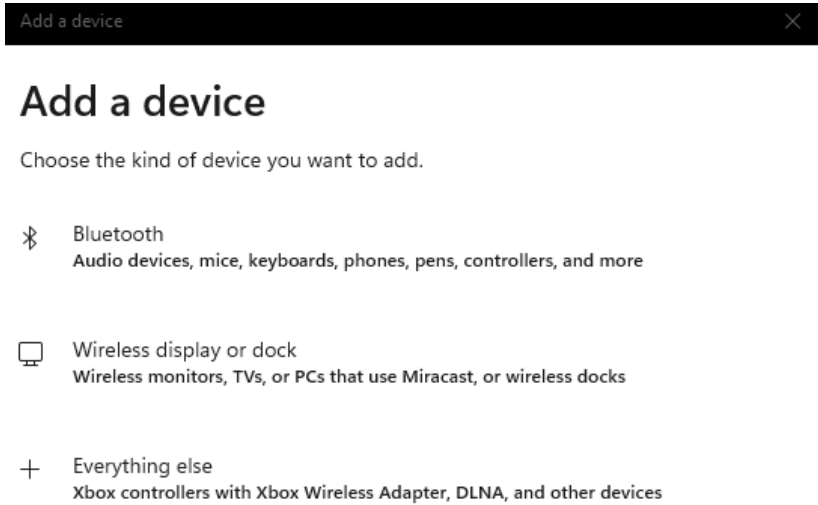 Add a device
Add a device
Choose the kind of device you want to add.
Bluetooth
Audio devices, mice, keyboards, phones, pens, controllers, and more
Wireless display or dock
Wireless monitors, TVs, or PCs that use Miracast, or wireless docks
Everything else
Xbox controllers with Xbox Wireless Adapter, DLNA, and other devices